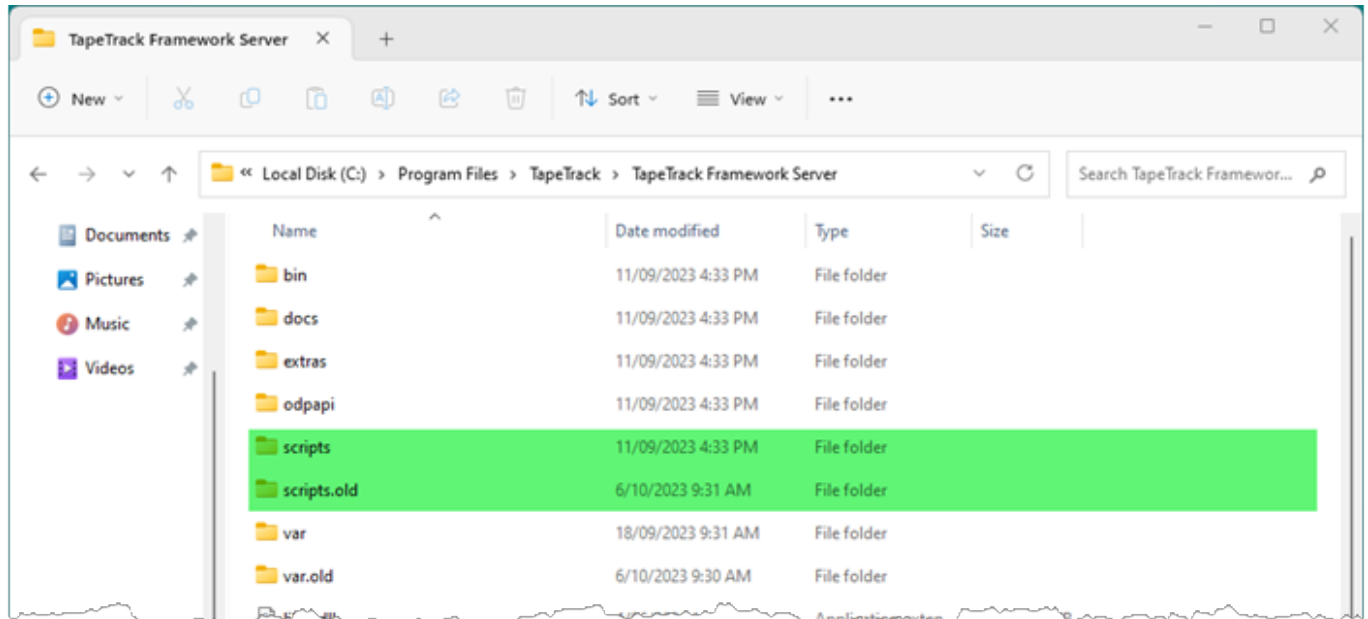 TapeTrack Framework Server
New
Sort
View
« Local Disk (C:) > Program Files > TapeTrack > TapeTrack Framework Server
Search TapeTrack Framewor...
Documents
Pictures
Music
Videos
Name Date modified Type Size
bin 11/09/2023 4:33 PM File folder
docs 11/09/2023 4:33 PM File folder
extras 11/09/2023 4:33 PM File folder
odpapi 11/09/2023 4:33 PM File folder
scripts 11/09/2023 4:33 PM File folder
scripts.old 6/10/2023 9:31 AM File folder
var 18/09/2023 9:31 AM File folder
var.old 6/10/2023 9:30 AM File folder